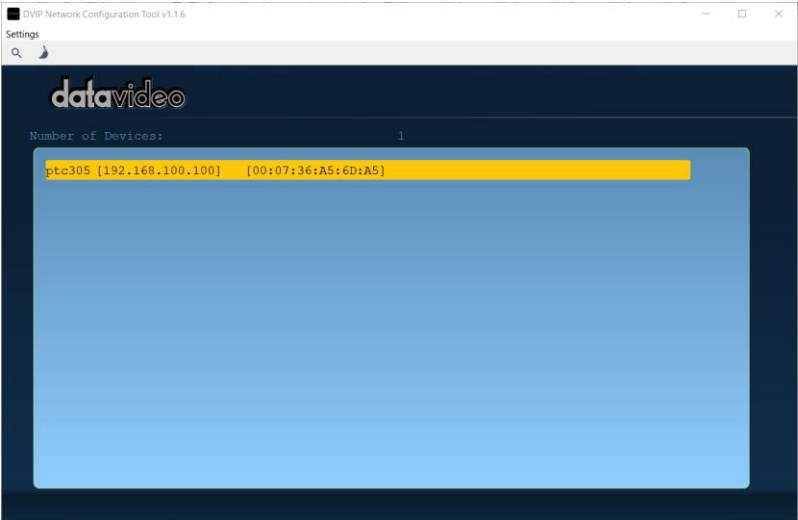 DVIP Network Configuration Tool v1.1.6
Settings
datavideo
Number of Devices: 1
ptc305 [192.168.100.100] [00:07:36:A5:6D:A5]